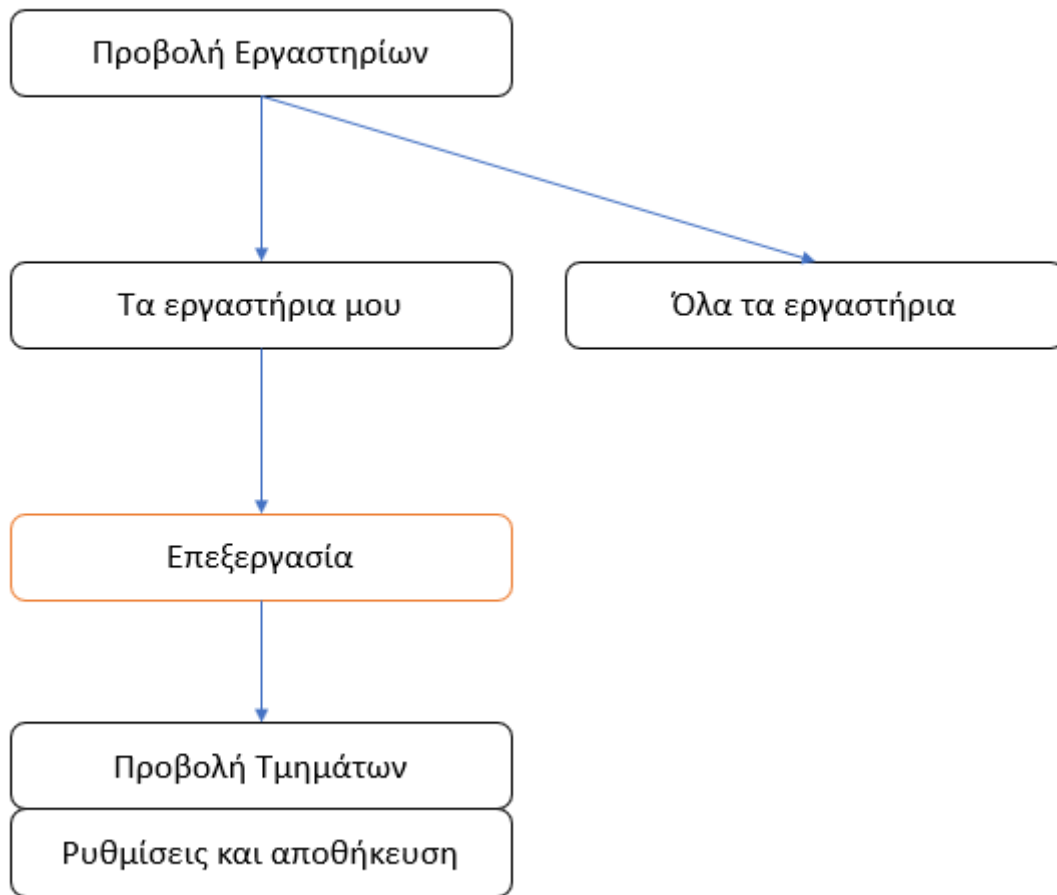 Προβολή Εργαστηρίων
Τα εργαστήρια μου
Όλα τα εργαστήρια
Επεξεργασία
Προβολή Τμημάτων
Ρυθμίσεις και αποθήκευση